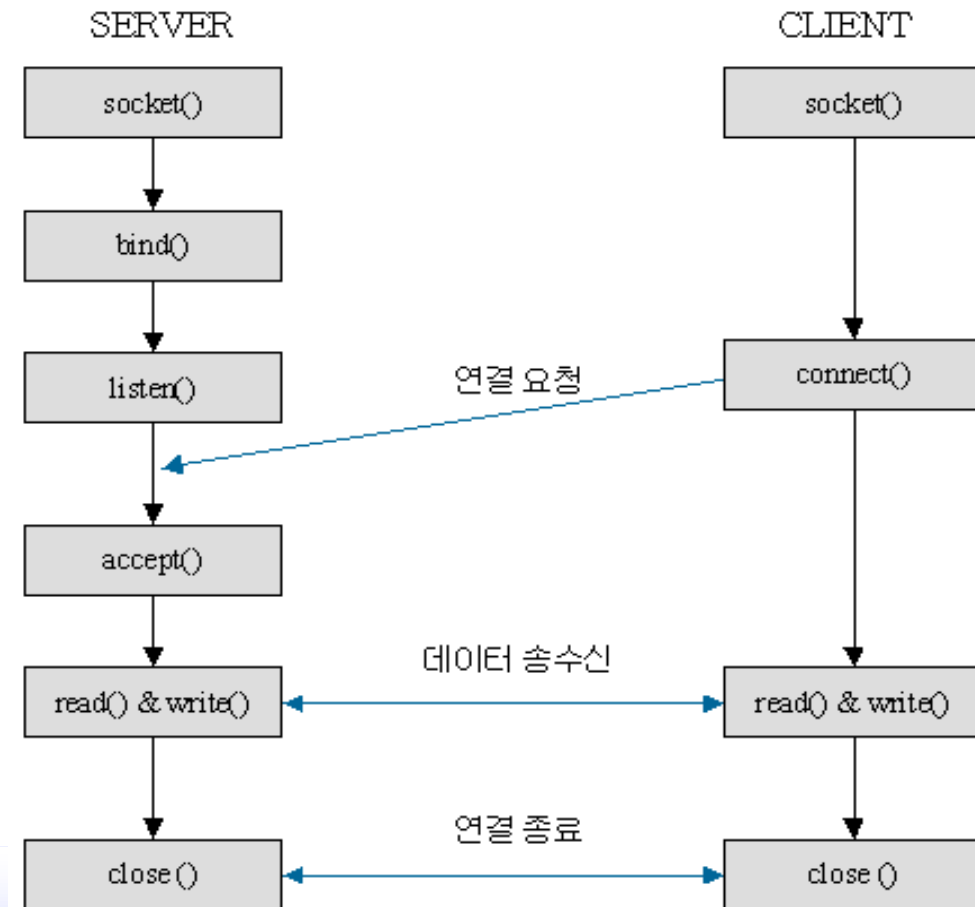 SERVER
CLIENT
socket()
socket()
bind()
listen()
연결 요청
connect()
accept()
데이터 송수신
read() & write()
read() & write()
연결 종료
close ()
close ()